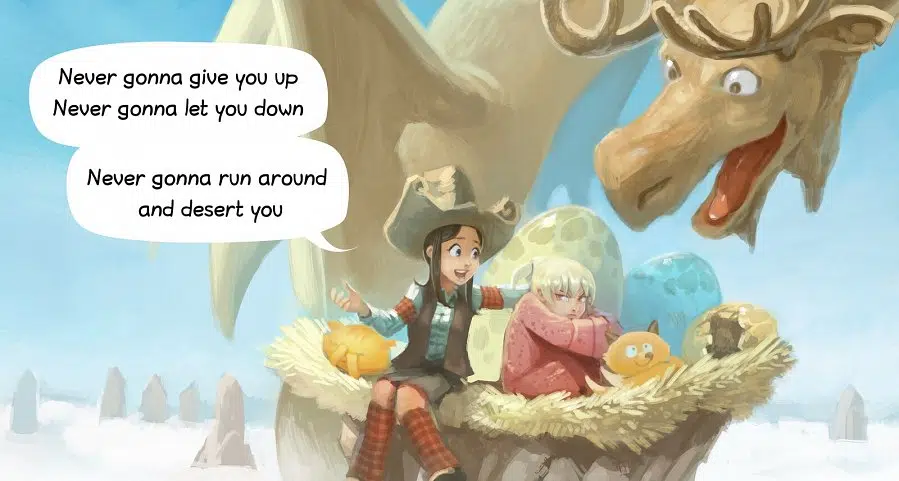 Never gonna give you up
Never gonna let you down
Never gonna run around
and desert you